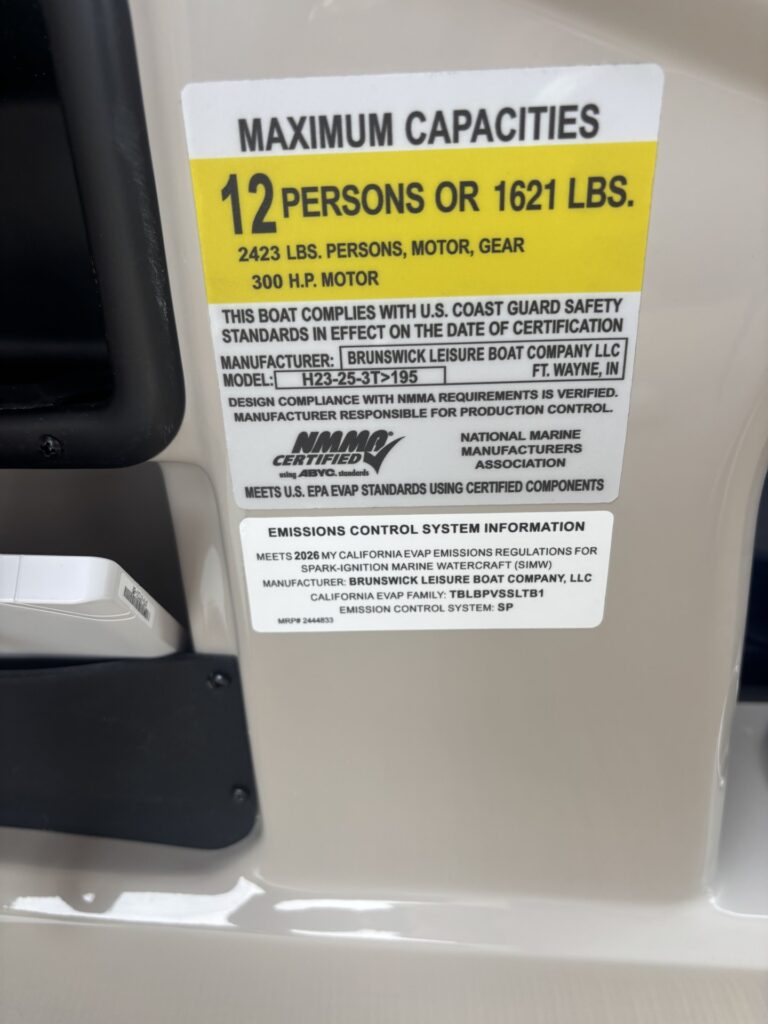 MAXIMUM CAPACITIES
12 PERSONS OR 1621 LBS.
2423 LBS. PERSONS, MOTOR, GEAR
300 H.P. MOTOR
THIS BOAT COMPLIES WITH U.S. COAST GUARD SAFETY
STANDARDS IN EFFECT ON THE DATE OF CERTIFICATION
MANUFACTURER: BRUNSWICK LEISURE BOAT COMPANY LLC
FT. WAYNE, IN
MODEL: H23-25-3T>195
DESIGN COMPLIANCE WITH NMMA REQUIREMENTS IS VERIFIED.
MANUFACTURER RESPONSIBLE FOR PRODUCTION CONTROL.
NMMA®
CERTIFIED
using ABYC. standards
NATIONAL MARINE
MANUFACTURERS
ASSOCIATION
MEETS U.S. EPA EVAP STANDARDS USING CERTIFIED COMPONENTS
EMISSIONS CONTROL SYSTEM INFORMATION
MEETS 2026 MY CALIFORNIA EVAP EMISSIONS REGULATIONS FOR
SPARK-IGNITION MARINE WATERCRAFT (SIMW)
MANUFACTURER: BRUNSWICK LEISURE BOAT COMPANY, LLC
CALIFORNIA EVAP FAMILY: TBLBPVSSLTB1
EMISSION CONTROL SYSTEM: SP
MRP# 2444833